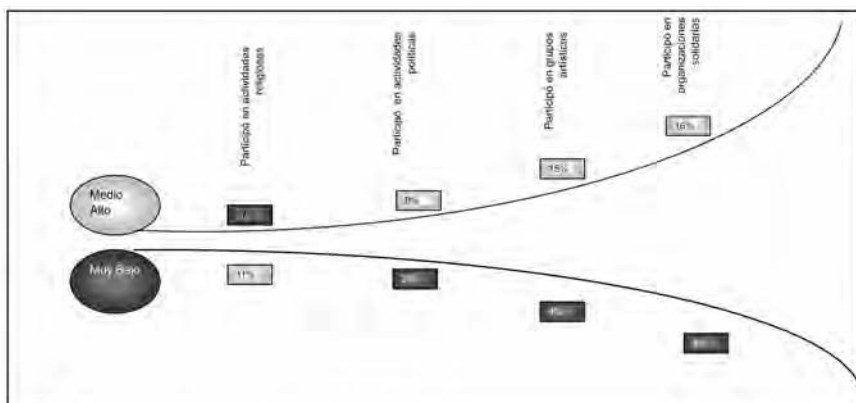 Participó en actividades
religiosas
Participó en actividades
políticas
Participó en grupos
artísticos
Participó en
organizaciones
solidarias
16%
15%
Medio
Alto
Muy Bajo
11%